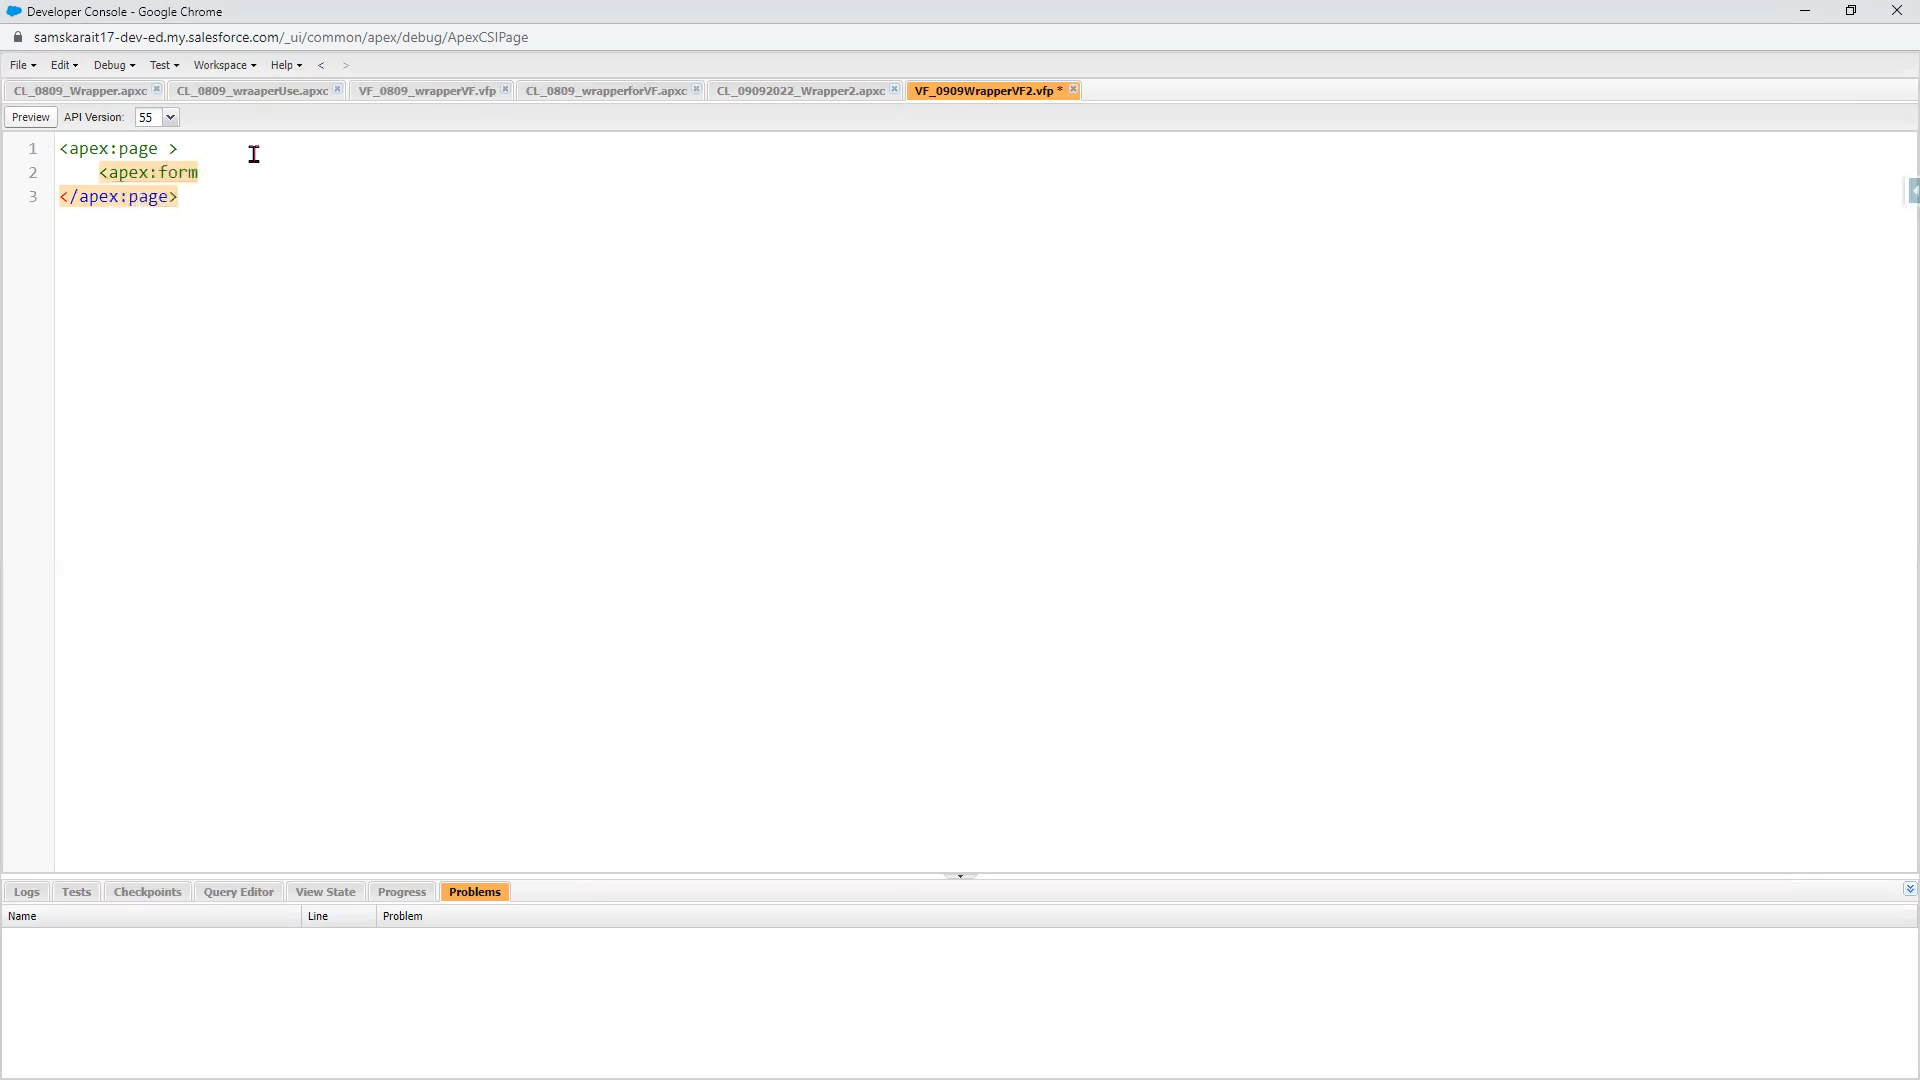 Developer Console - Google Chrome
samskarait17-dev-ed.my.salesforce.com/_ui/common/apex/debug/ApexCSIPage
File Edit Debug Test Workspace Help < >
CL_0809_Wrapper.apxc CL_0809_wraaperUse.apxc VF_0809_wrapperVF.vfp CL_0809_wrapperforVF.apxc CL_09092022_Wrapper2.apxc VF_0909WrapperVF2.vfp *
Preview API Version: 55
1 <apex:page >
2 <apex:form
3 </apex:page>
Logs Tests Checkpoints Query Editor View State Progress Problems
Name Line Problem